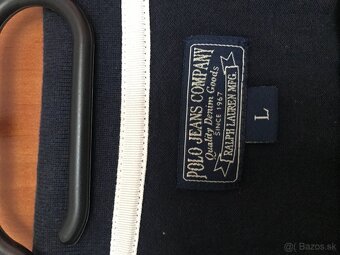 POLO JEANS COMPANY
Quality Denim Goods
SINCE 1967
RALPH LAUREN MFG.
L
Bazos.sk